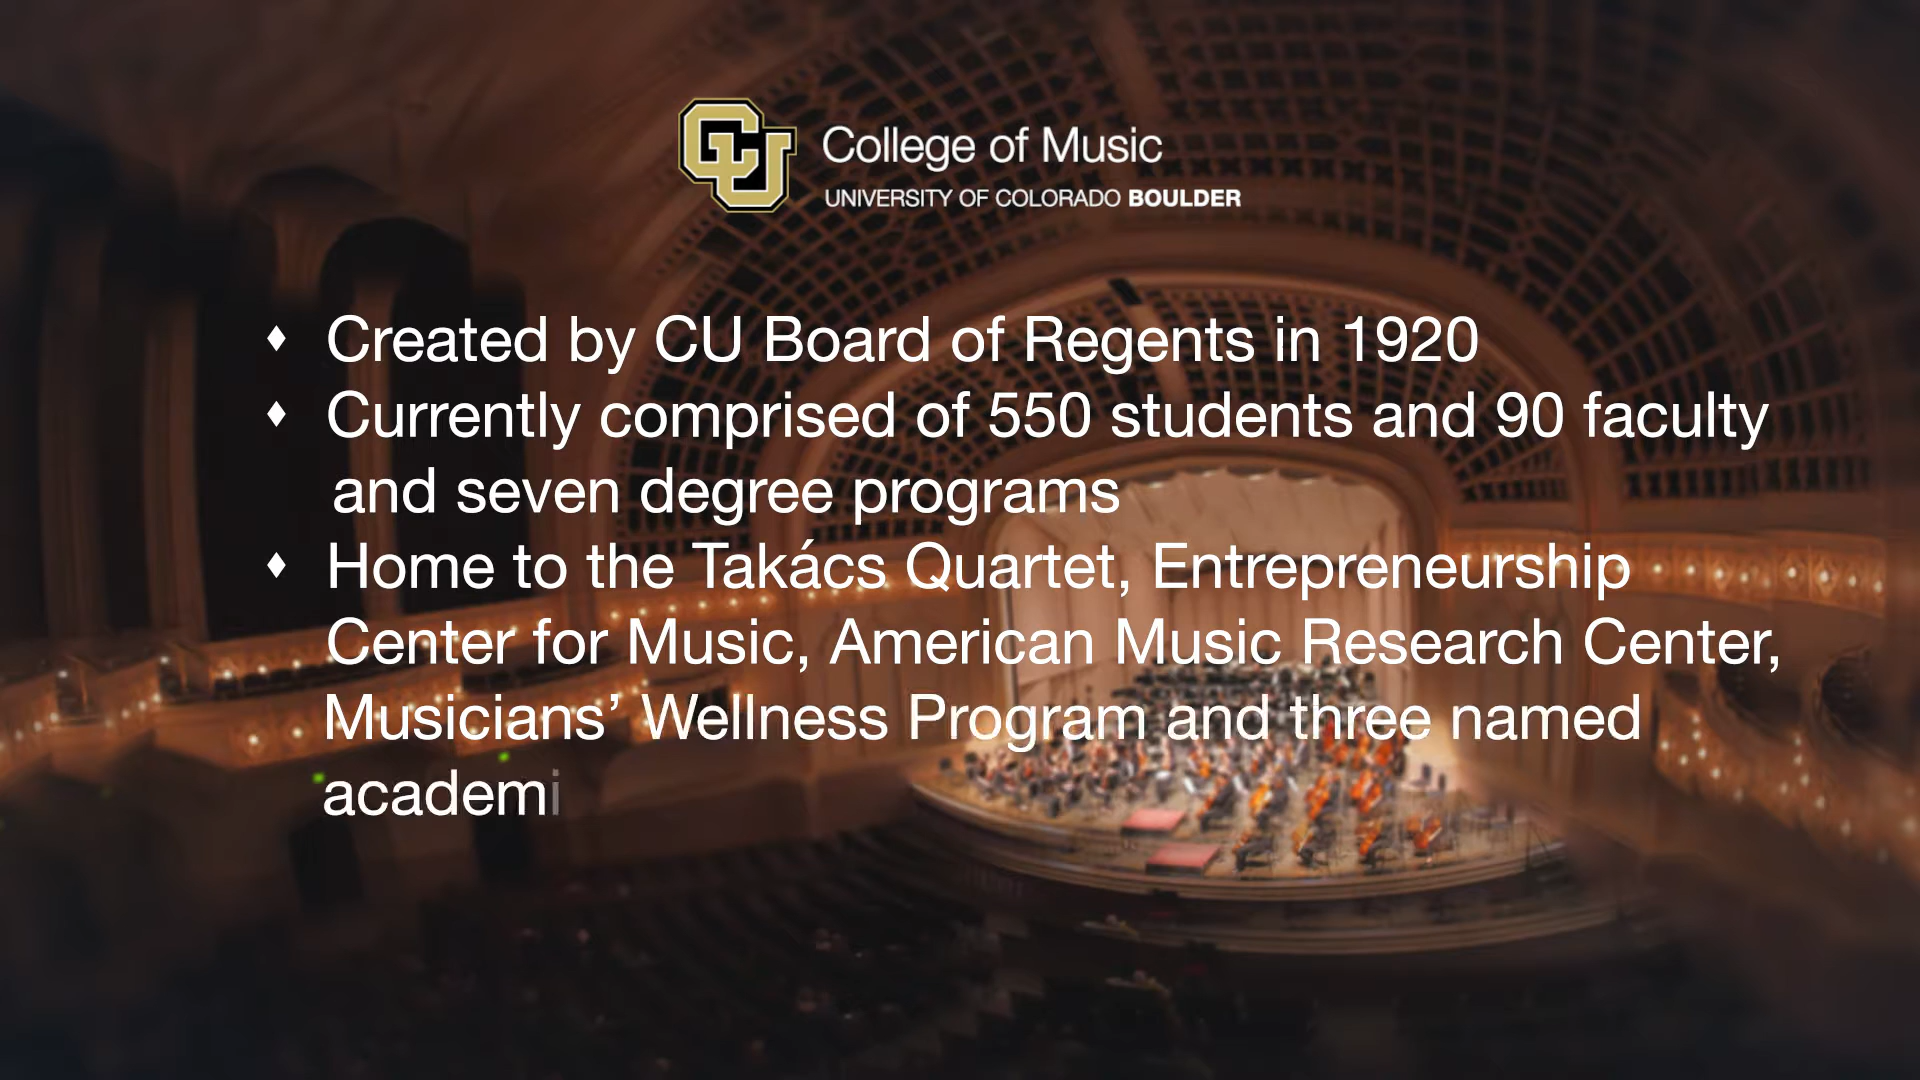 CU
College of Music
UNIVERSITY OF COLORADO BOULDER
♦ Created by CU Board of Regents in 1920
♦ Currently comprised of 550 students and 90 faculty
and seven degree programs
♦ Home to the Takács Quartet, Entrepreneurship
Center for Music, American Music Research Center,
Musicians’ Wellness Program and three named
academi